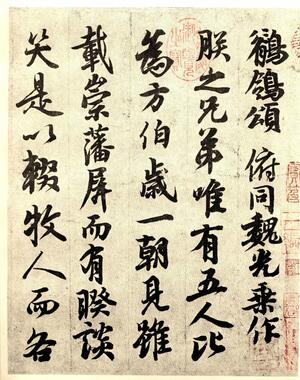 鶺鴒頌 俯同魏光乗作
朕之兄弟唯有五人比
為方伯歳一朝見雖
載崇藩屏而有睽談
笑是以輟牧人而各